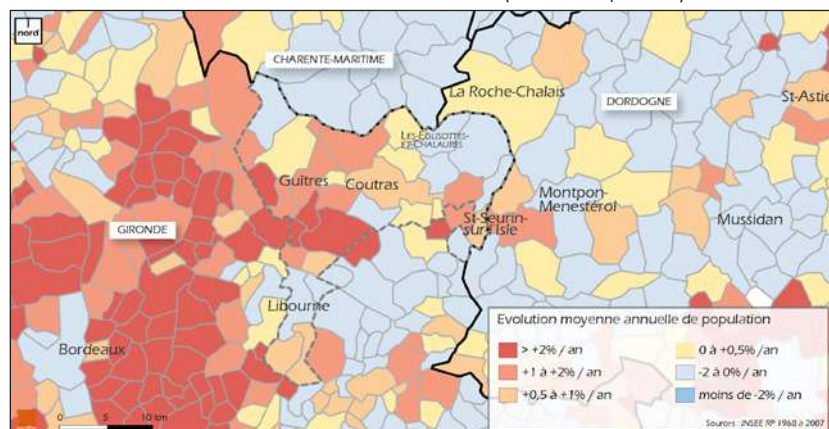 nord
CHARENTE-MARITIME
La Roche-Chalais
DORDOGNE
St-Astie
LES-EGLISOTTES-
ET-CHALAURES
Guîtres
Coutras
Montpon-
Menestérol
St-Seurin-
sur-l'Isle
Mussidan
GIRONDE
Libourne
Bordeaux
Evolution moyenne annuelle de population
> +2% / an
0 à +0,5% / an
+1 à +2% / an
-2 à 0% / an
+0,5 à +1% / an
moins de -2% / an
0 5 10 km
Sources : INSEE RP 1968 à 2007